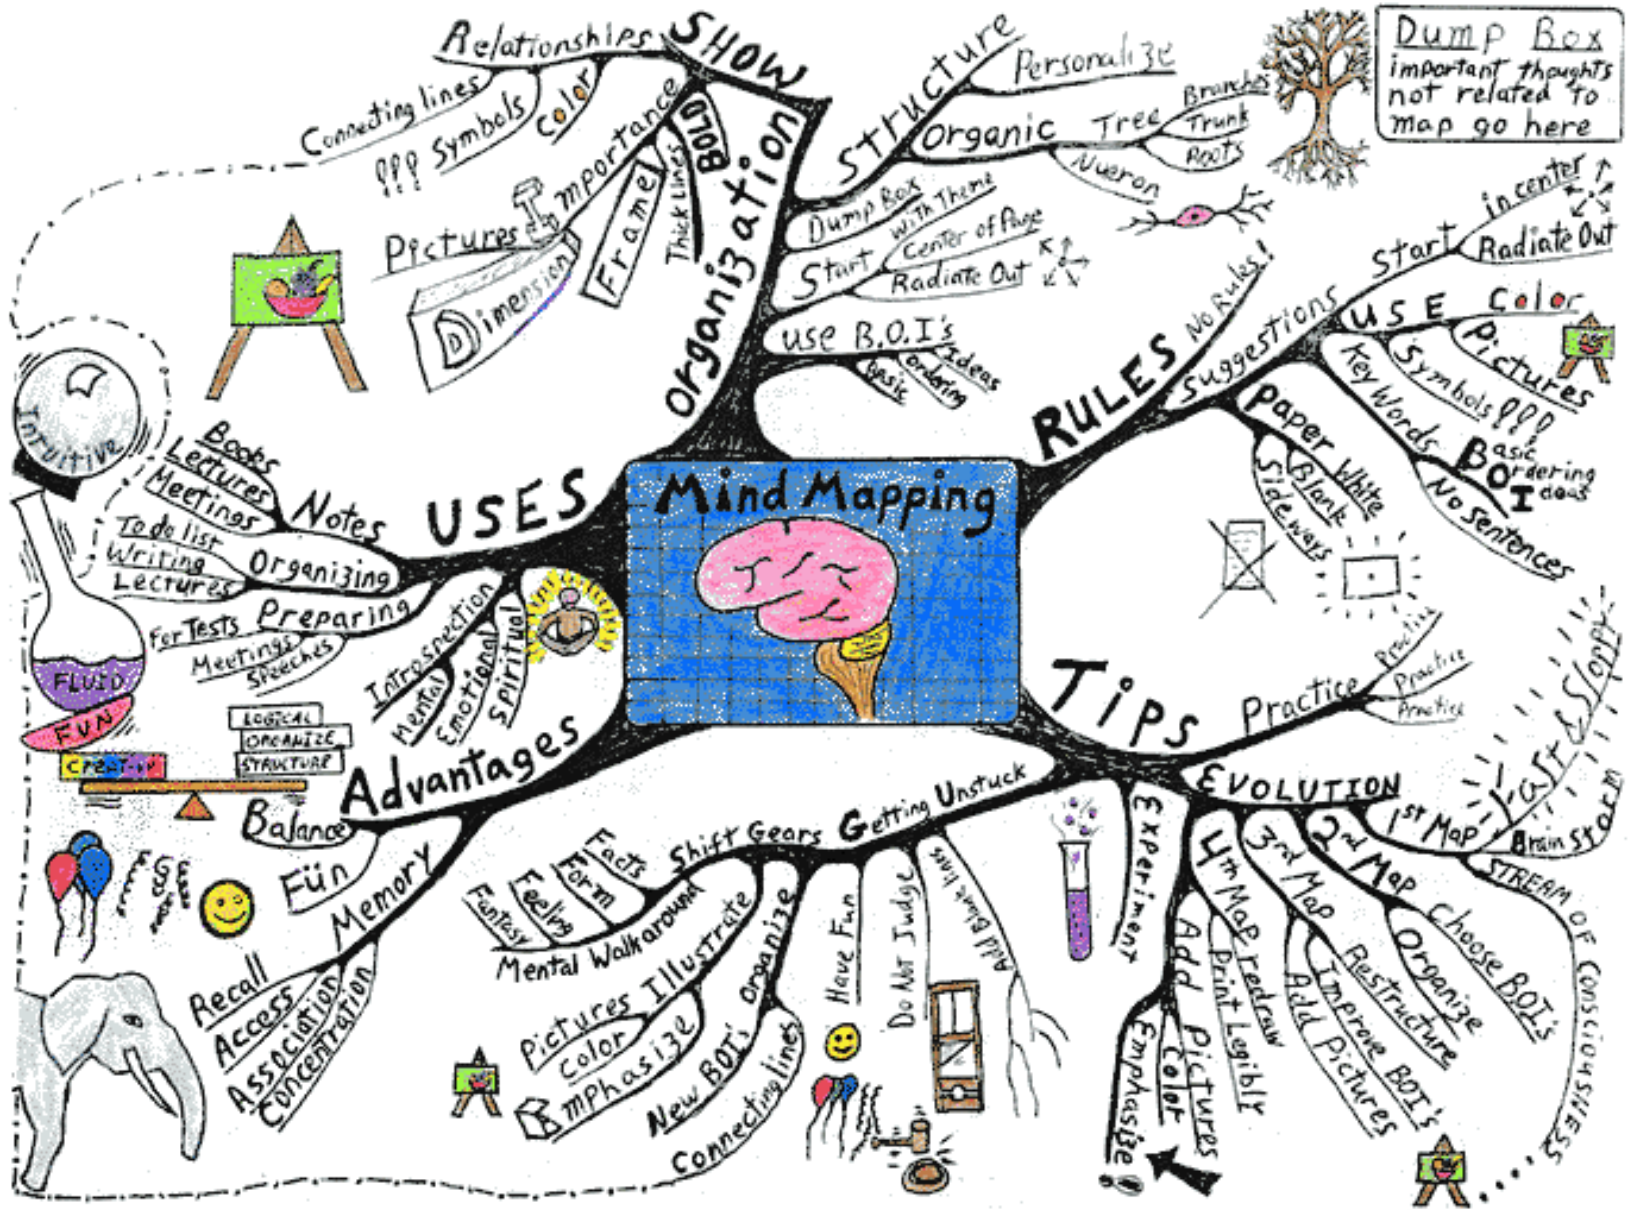 Mind Mapping
SHOW
Relationships
Connecting lines
Symbols
Color
Importance
BOLD
Thick Lines
Frame
Dimension
Pictures
Organization
Structure
Personalize
Organic
Tree
Branches
Trunk
Roots
Nueron
Dump Box
Start
with Theme
Center of Page
Radiate Out
use B.O.I's
basic
ordering
Ideas
Dump Box
important thoughts
not related to
map go here
RULES
No Rules!
Suggestions
Start
in center
Radiate Out
USE
Color
Pictures
Symbols
Key Words
Basic
Ordering
Ideas
No Sentences
Paper
White
Blank
Sideways
TiPS
Practice
Practice
Practice
Practice
EVOLUTION
1st Map
Fast & Sloppy
Brain storm
STREAM OF CONSCIOUSNESS
2nd Map
Choose BOI's
Organize
3rd Map
Restructure
Improve BOI's
Add Pictures
4th Map
redraw
Print Legibly
Add Pictures
Color
Emphasize
Experiment
Getting Unstuck
Add Blank lines
Do Not Judge
Have Fun
Shift Gears
Organize
Connecting lines
New BOI's
Illustrate
Emphasize
Color
Pictures
Mental Walkaround
Facts
Form
Feeling
Fantasy
Advantages
Balance
Fün
Memory
Recall
Access
Association
Concentration
LOGICAL
ORGANIZE
STRUCTURE
FUN
FLUID
Intuitive
USES
Notes
Books
Lectures
Meetings
Organizing
To do list
Writing
Lectures
Preparing
For Tests
Meetings
Speeches
Introspection
Mental
Emotional
Spiritual